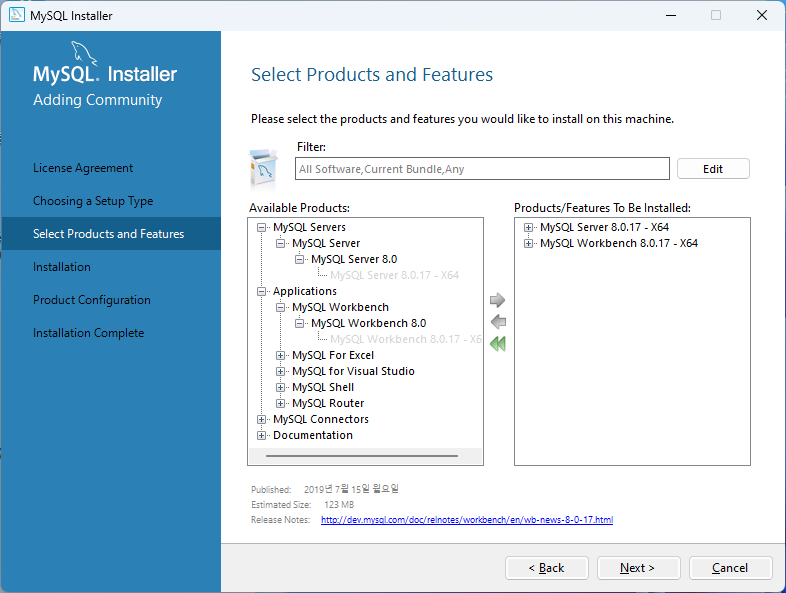 MySQL Installer
MySQL. Installer
Adding Community
License Agreement
Choosing a Setup Type
Select Products and Features
Installation
Product Configuration
Installation Complete
Select Products and Features
Please select the products and features you would like to install on this machine.
Filter:
All Software,Current Bundle,Any
Edit
Available Products:
MySQL Servers
MySQL Server
MySQL Server 8.0
MySQL Server 8.0.17 - X64
Applications
MySQL Workbench
MySQL Workbench 8.0
MySQL Workbench 8.0.17 - X6
MySQL For Excel
MySQL for Visual Studio
MySQL Shell
MySQL Router
MySQL Connectors
Documentation
Products/Features To Be Installed:
MySQL Server 8.0.17 - X64
MySQL Workbench 8.0.17 - X64
Published: 2019년 7월 15일 월요일
Estimated Size: 123 MB
Release Notes: http://dev.mysql.com/doc/relnotes/workbench/en/wb-news-8-0-17.html
< Back
Next >
Cancel